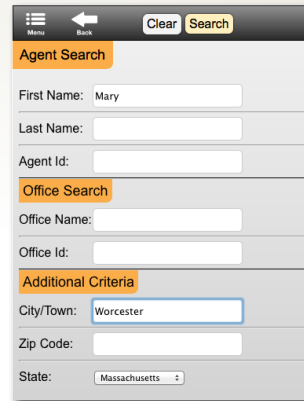 Menu Back Clear Search
Agent Search
First Name: Mary
Last Name:
Agent Id:
Office Search
Office Name:
Office Id:
Additional Criteria
City/Town: Worcester
Zip Code:
State: Massachusetts